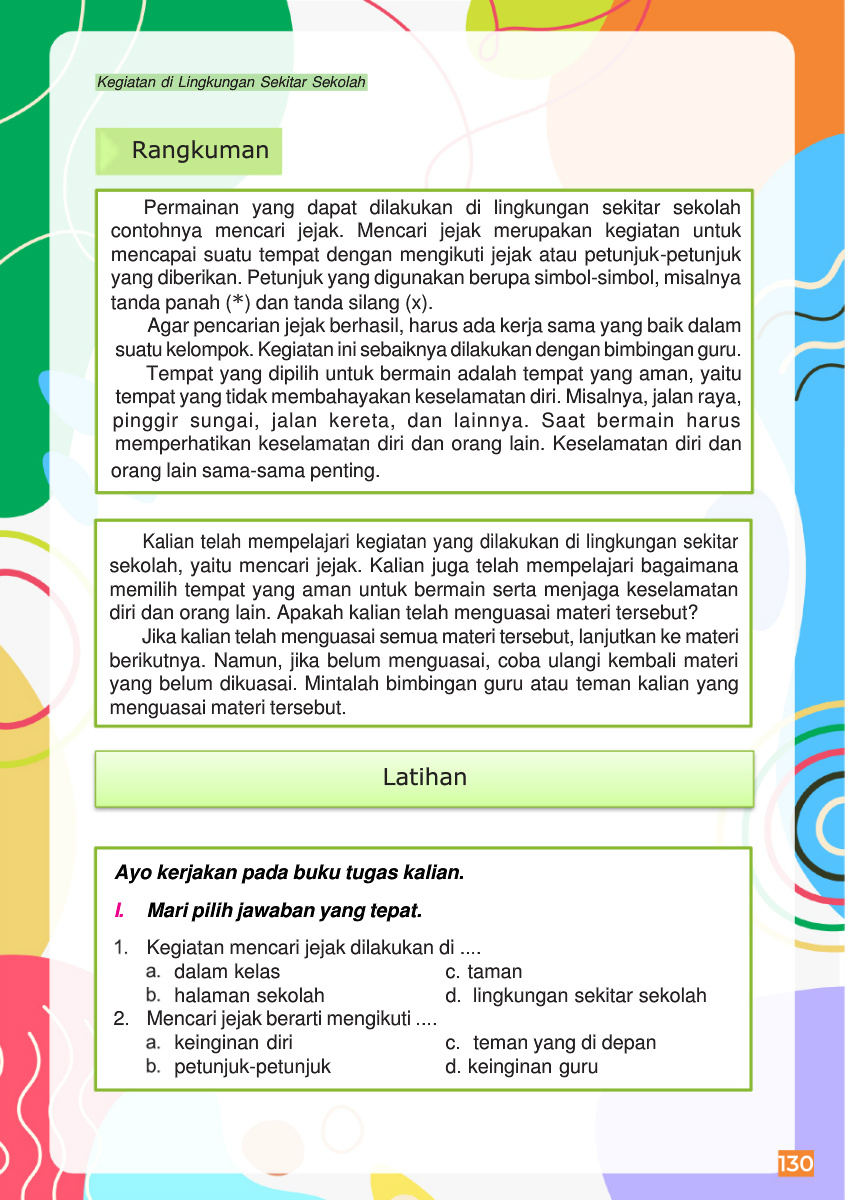 Kegiatan di Lingkungan Sekitar Sekolah
Rangkuman
Permainan yang dapat dilakukan di lingkungan sekitar sekolah
contohnya mencari jejak. Mencari jejak merupakan kegiatan untuk
mencapai suatu tempat dengan mengikuti jejak atau petunjuk-petunjuk
yang diberikan. Petunjuk yang digunakan berupa simbol-simbol, misalnya
tanda panah (*) dan tanda silang (x).
Agar pencarian jejak berhasil, harus ada kerja sama yang baik dalam
suatu kelompok. Kegiatan ini sebaiknya dilakukan dengan bimbingan guru.
Tempat yang dipilih untuk bermain adalah tempat yang aman, yaitu
tempat yang tidak membahayakan keselamatan diri. Misalnya, jalan raya,
pinggir sungai, jalan kereta, dan lainnya. Saat bermain harus
memperhatikan keselamatan diri dan orang lain. Keselamatan diri dan
orang lain sama-sama penting.
Kalian telah mempelajari kegiatan yang dilakukan di lingkungan sekitar
sekolah, yaitu mencari jejak. Kalian juga telah mempelajari bagaimana
memilih tempat yang aman untuk bermain serta menjaga keselamatan
diri dan orang lain. Apakah kalian telah menguasai materi tersebut?
Jika kalian telah menguasai semua materi tersebut, lanjutkan ke materi
berikutnya. Namun, jika belum menguasai, coba ulangi kembali materi
yang belum dikuasai. Mintalah bimbingan guru atau teman kalian yang
menguasai materi tersebut.
Latihan
Ayo kerjakan pada buku tugas kalian.
I. Mari pilih jawaban yang tepat.
1. Kegiatan mencari jejak dilakukan di ....
a. dalam kelas c. taman
b. halaman sekolah d. lingkungan sekitar sekolah
2. Mencari jejak berarti mengikuti ....
a. keinginan diri c. teman yang di depan
b. petunjuk-petunjuk d. keinginan guru
130